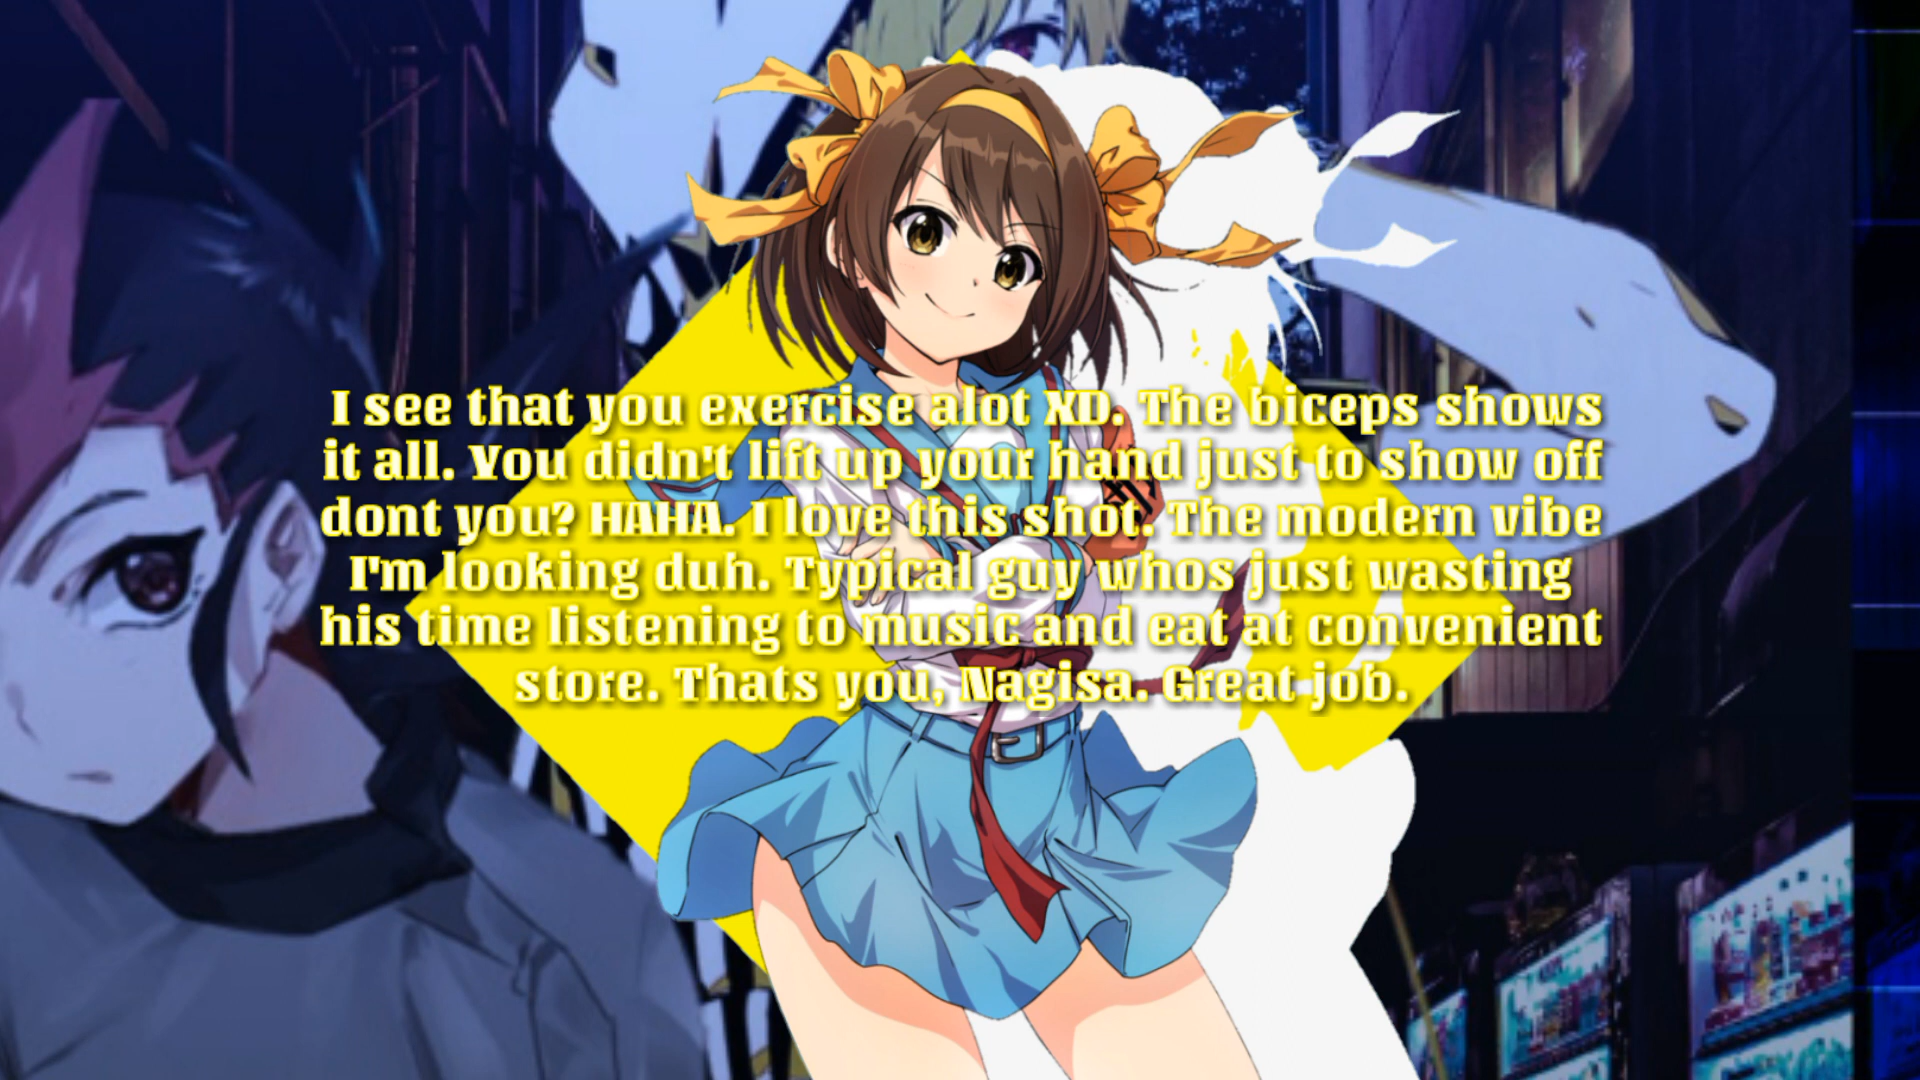 I see that you exercise alot XD. The biceps shows
it all. You didn't lift up your hand just to show off
dont you? HAHA. I love this shot. The modern vibe
I'm looking duh. Typical guy whos just wasting
his time listening to music and eat at convenient
store. Thats you, Nagisa. Great job.